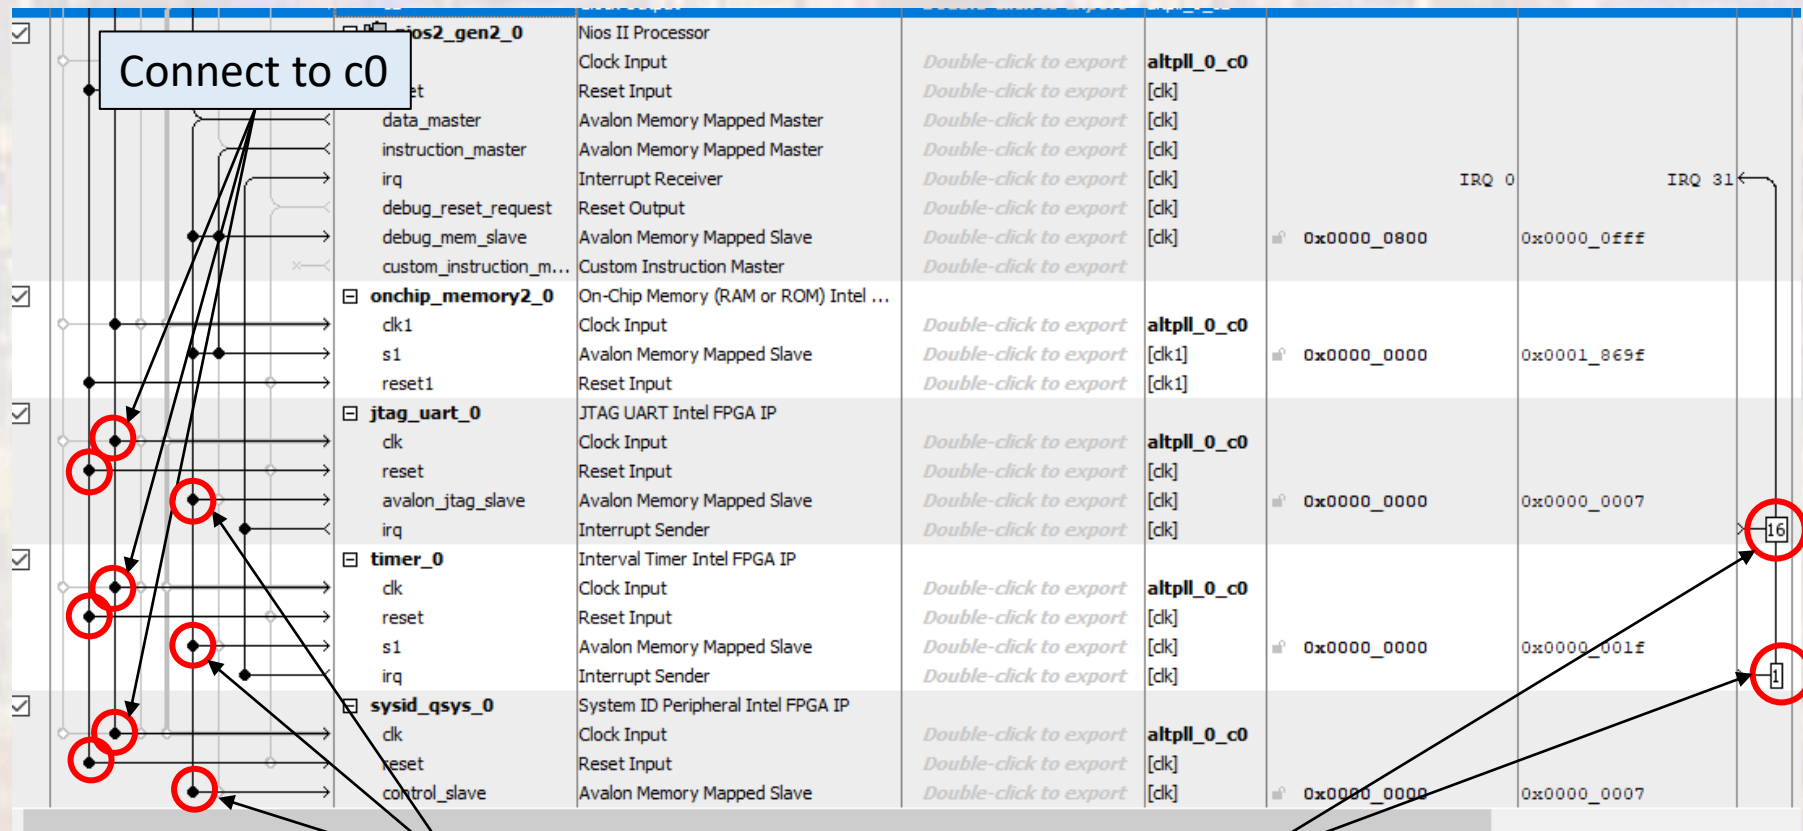 Connect to c0
nios2_gen2_0 Nios II Processor
Clock Input Double-click to export altpll_0_c0
Reset Input Double-click to export [clk]
data_master Avalon Memory Mapped Master Double-click to export [clk]
instruction_master Avalon Memory Mapped Master Double-click to export [clk]
irq Interrupt Receiver Double-click to export [clk] IRQ 0 IRQ 31
debug_reset_request Reset Output Double-click to export [clk]
debug_mem_slave Avalon Memory Mapped Slave Double-click to export [clk] 0x0000_0800 0x0000_0fff
custom_instruction_m... Custom Instruction Master Double-click to export
onchip_memory2_0 On-Chip Memory (RAM or ROM) Intel ...
clk1 Clock Input Double-click to export altpll_0_c0
s1 Avalon Memory Mapped Slave Double-click to export [clk1] 0x0000_0000 0x0001_869f
reset1 Reset Input Double-click to export [clk1]
jtag_uart_0 JTAG UART Intel FPGA IP
clk Clock Input Double-click to export altpll_0_c0
reset Reset Input Double-click to export [clk]
avalon_jtag_slave Avalon Memory Mapped Slave Double-click to export [clk] 0x0000_0000 0x0000_0007
irq Interrupt Sender Double-click to export [clk] 16
timer_0 Interval Timer Intel FPGA IP
clk Clock Input Double-click to export altpll_0_c0
reset Reset Input Double-click to export [clk]
s1 Avalon Memory Mapped Slave Double-click to export [clk] 0x0000_0000 0x0000_001f
irq Interrupt Sender Double-click to export [clk] 1
sysid_qsys_0 System ID Peripheral Intel FPGA IP
clk Clock Input Double-click to export altpll_0_c0
reset Reset Input Double-click to export [clk]
control_slave Avalon Memory Mapped Slave Double-click to export [clk] 0x0000_0000 0x0000_0007